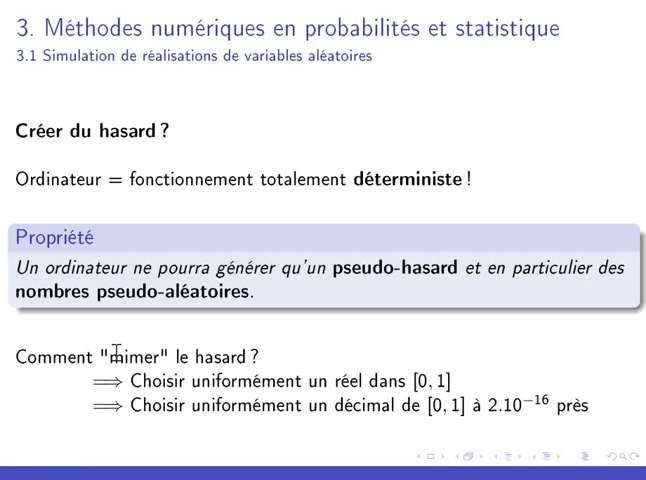 3. Méthodes numériques en probabilités et statistique
3.1 Simulation de réalisations de variables aléatoires
Créer du hasard ?
Ordinateur = fonctionnement totalement déterministe !
Propriété
Un ordinateur ne pourra générer qu'un pseudo-hasard et en particulier des
nombres pseudo-aléatoires.
Comment "mimer" le hasard ?
⟹ Choisir uniformément un réel dans [0, 1]
⟹ Choisir uniformément un décimal de [0, 1] à 2.10⁻¹⁶ près